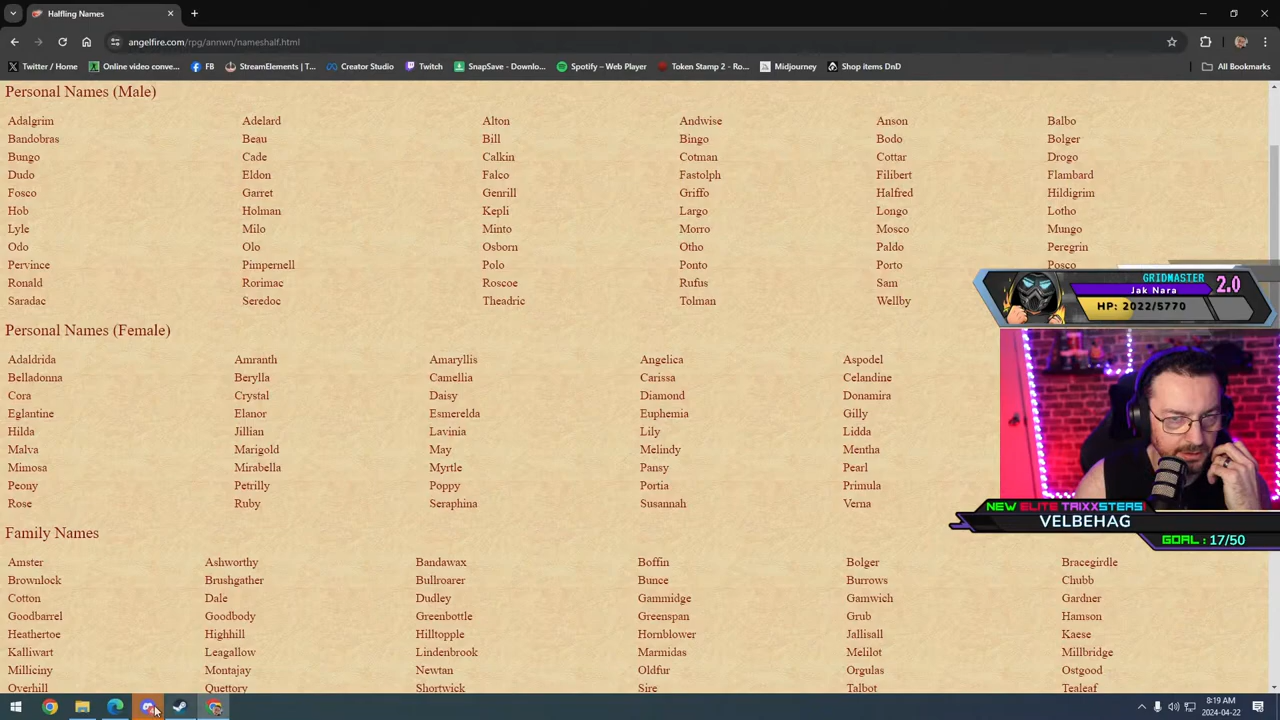 Halfling Names
angelfire.com/rpg/annwn/nameshalf.html
Twitter / Home Online video conve... FB StreamElements | T... Creator Studio Twitch SnapSave - Downlo... Spotify – Web Player Token Stamp 2 - Ro... Midjourney Shop items DnD All Bookmarks
Personal Names (Male)
Adalgrim Adelard Alton Andwise Anson Balbo
Bandobras Beau Bill Bingo Bodo Bolger
Bungo Cade Calkin Cotman Cottar Drogo
Dudo Eldon Falco Fastolph Filibert Flambard
Fosco Garret Genrill Griffo Halfred Hildigrim
Hob Holman Kepli Largo Longo Lotho
Lyle Milo Minto Morro Mosco Mungo
Odo Olo Osborn Otho Paldo Peregrin
Pervince Pimpernell Polo Ponto Porto Posco
Ronald Rorimac Roscoe Rufus Sam
Saradac Seredoc Theadric Tolman Wellby
GRIDMASTER 2.0
Jak Nara
HP: 2022/5770
Personal Names (Female)
Adaldrida Amranth Amaryllis Angelica Aspodel
Belladonna Berylla Camellia Carissa Celandine
Cora Crystal Daisy Diamond Donamira
Eglantine Elanor Esmerelda Euphemia Gilly
Hilda Jillian Lavinia Lily Lidda
Malva Marigold May Melindy Mentha
Mimosa Mirabella Myrtle Pansy Pearl
Peony Petrilly Poppy Portia Primula
Rose Ruby Seraphina Susannah Verna
NEW ELITE TRIXXSTERS!
VELBEHAG
GOAL : 17/50
Family Names
Amster Ashworthy Bandawax Boffin Bolger Bracegirdle
Brownlock Brushgather Bullroarer Bunce Burrows Chubb
Cotton Dale Dudley Gammidge Gamwich Gardner
Goodbarrel Goodbody Greenbottle Greenspan Grub Hamson
Heathertoe Highhill Hilltopple Hornblower Jallisall Kaese
Kalliwart Leagallow Lindenbrook Marmidas Melilot Millbridge
Milliciny Montajay Newtan Oldfur Orgulas Ostgood
Overhill Quettory Shortwick Sire Talbot Tealeaf
8:19 AM
2024-04-22